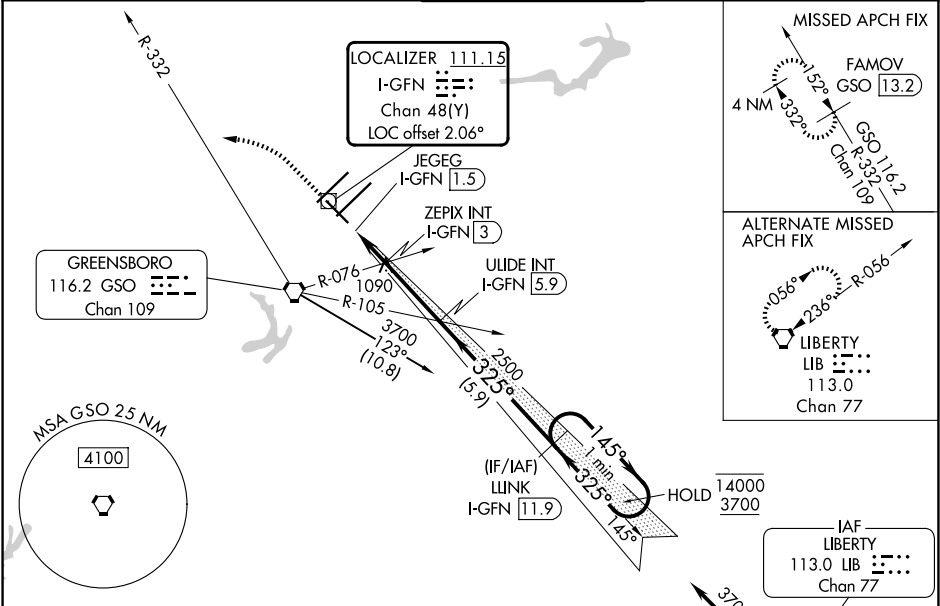 R-332
LOCALIZER 111.15
I-GFN
Chan 48(Y)
LOC offset 2.06°
JEGEG
I-GFN 1.5
ZEPIX INT
I-GFN 3
ULIDE INT
I-GFN 5.9
GREENSBORO
116.2 GSO
Chan 109
R-076
1090
R-105
3700
123°
(10.8)
2500
325°
(5.9)
MSA GSO 25 NM
4100
(IF/IAF)
LLINK
I-GFN 11.9
145°
1 min
325°
145°
HOLD 14000
3700
MISSED APCH FIX
FAMOV
GSO 13.2
4 NM
152°
332°
GSO 116.2
R-332
Chan 109
ALTERNATE MISSED
APCH FIX
R-056
056°
236°
LIBERTY
LIB
113.0
Chan 77
IAF
LIBERTY
113.0 LIB
Chan 77